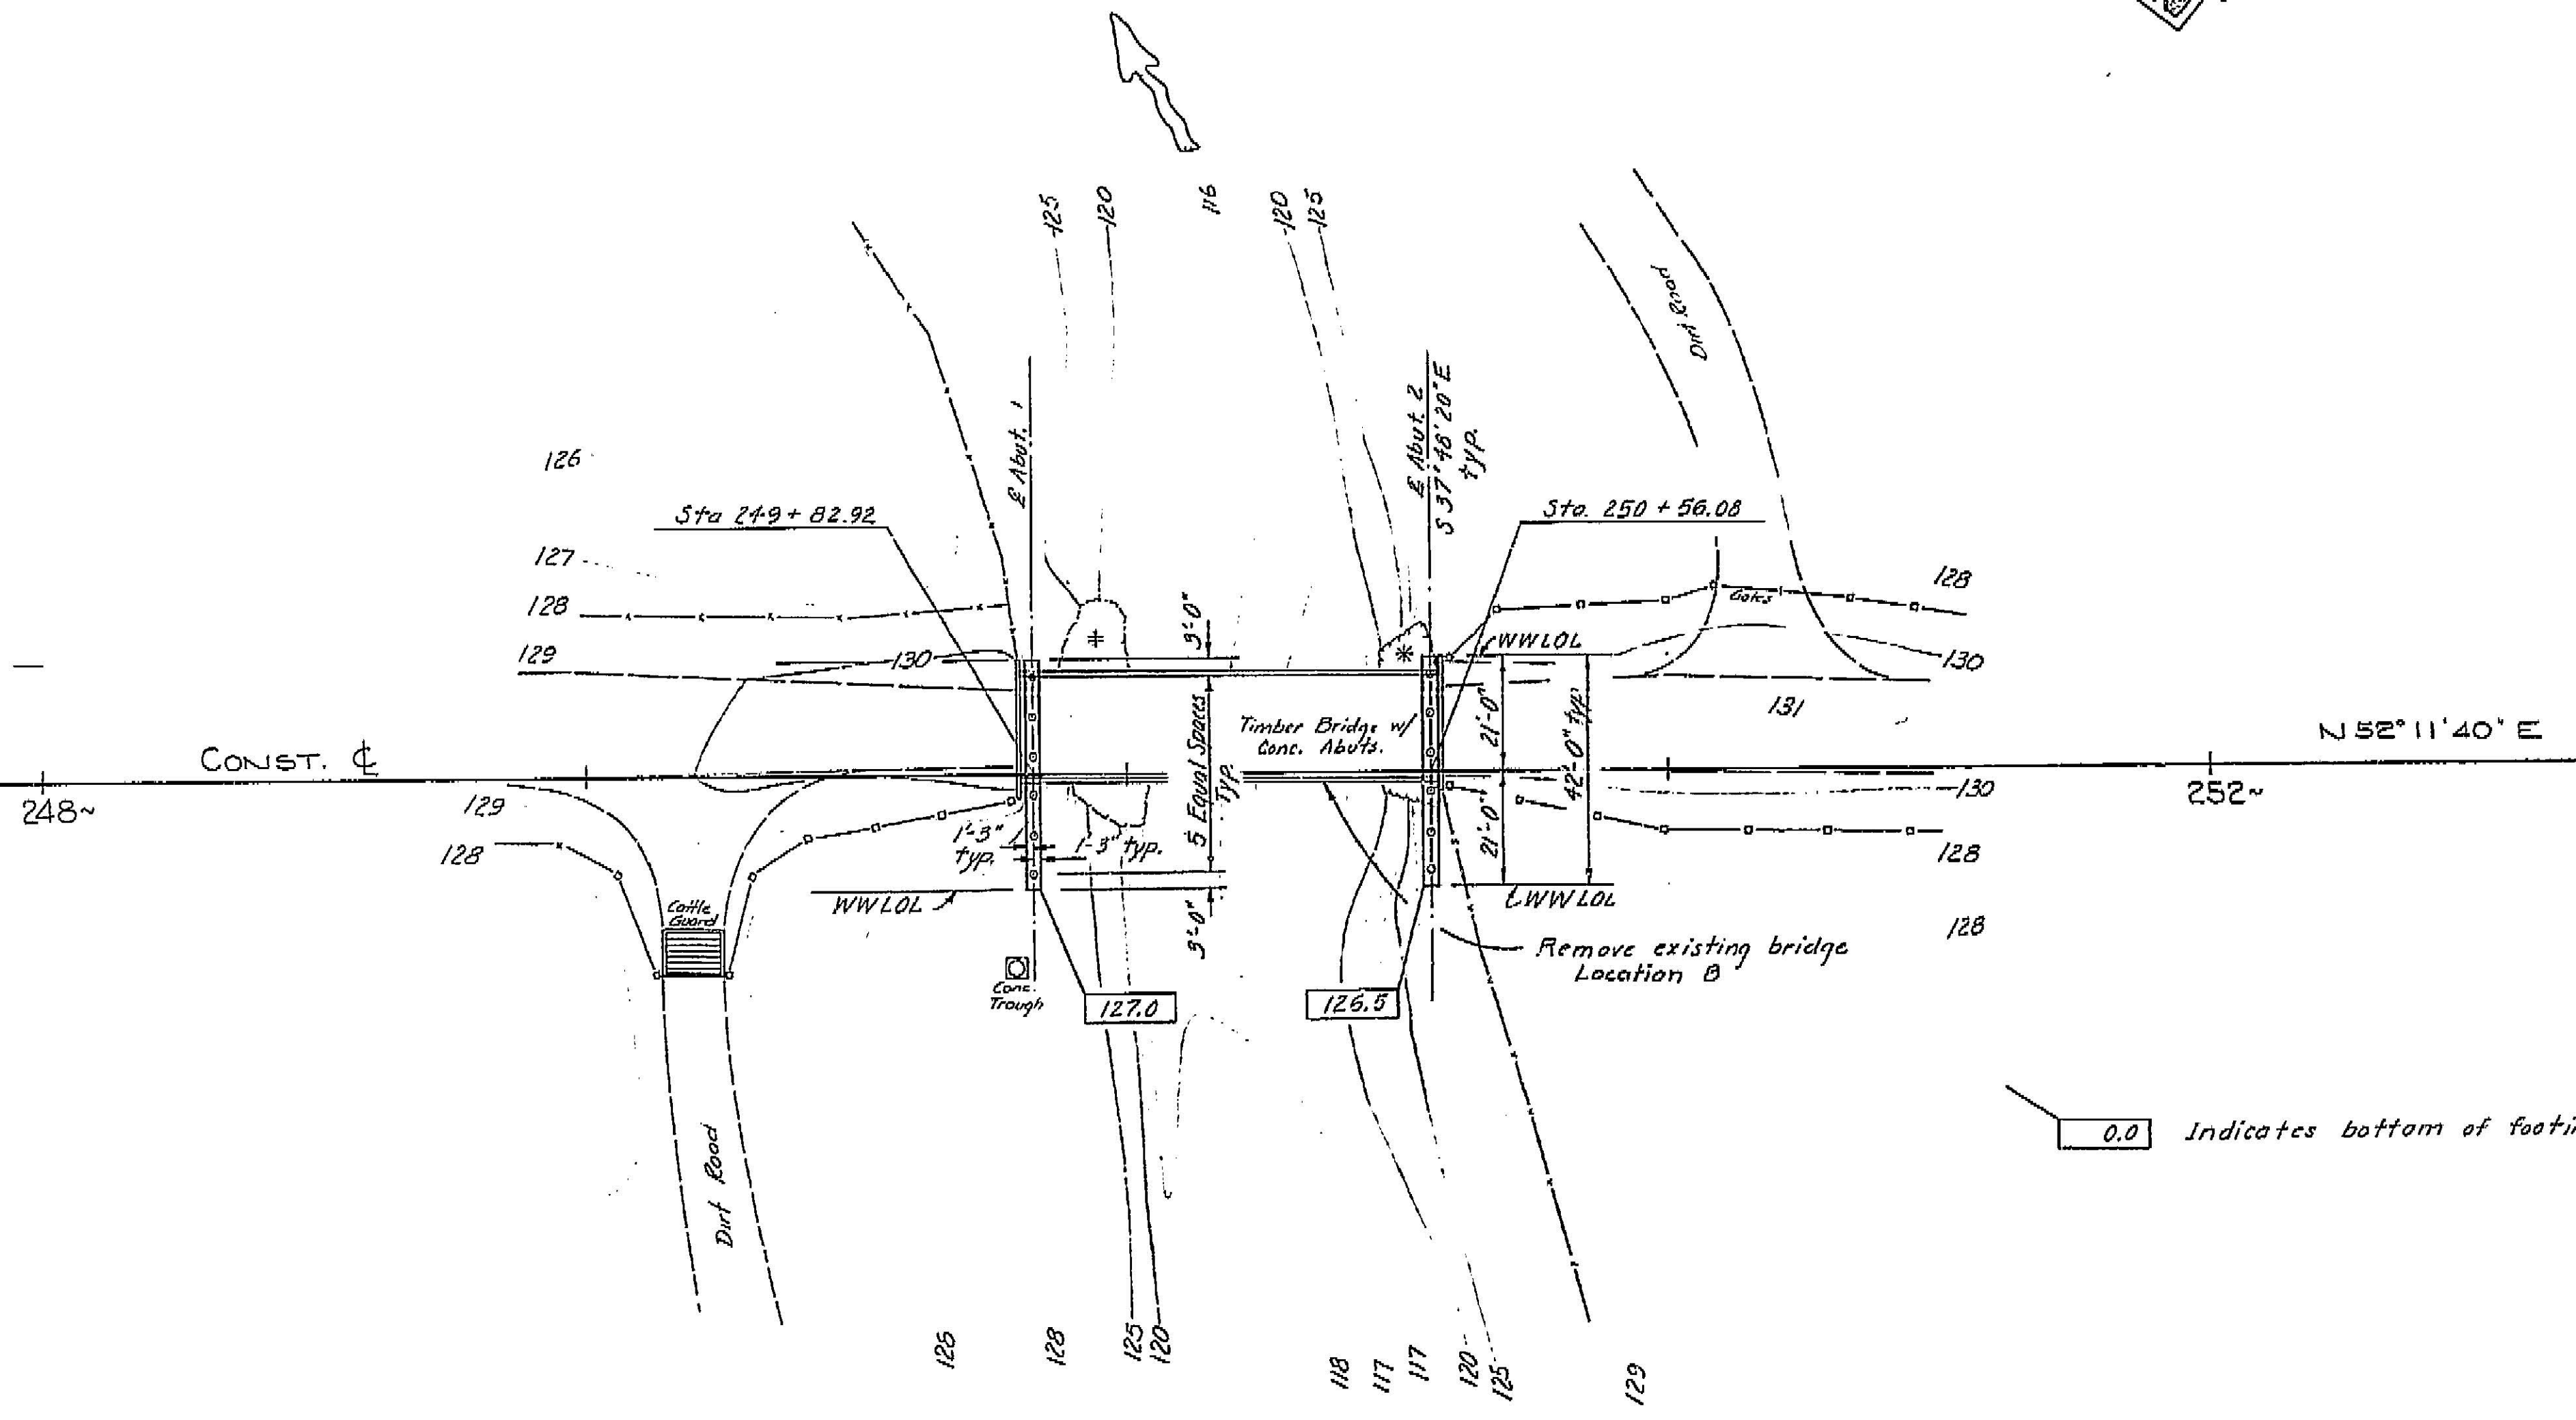 125
120
116
120
125
Dirt Road
126
₵ Abut. 1
₵ Abut. 2
S 37°48'20" E
typ.
Sta 249 + 82.92
Sta. 250 + 56.08
127
128
128
129
130
3'-0"
WWLOL
Gates
130
131
5 Equal Spaces
Typ.
Timber Bridge w/
Conc. Abuts.
21'-0"
42'-0" typ
21'-0"
CONST. ₵
N 52° 11' 40" E
248~
252~
129
128
130
128
128
1'-3"
typ.
1'-3" typ.
WWLOL
3'-0"
WWLOL
Cattle
Guard
Remove existing bridge
Location B
Conc.
Trough
127.0
126.5
Dirt Road
0.0 Indicates bottom of
126
128
125
120
118
117
117
120
125
129